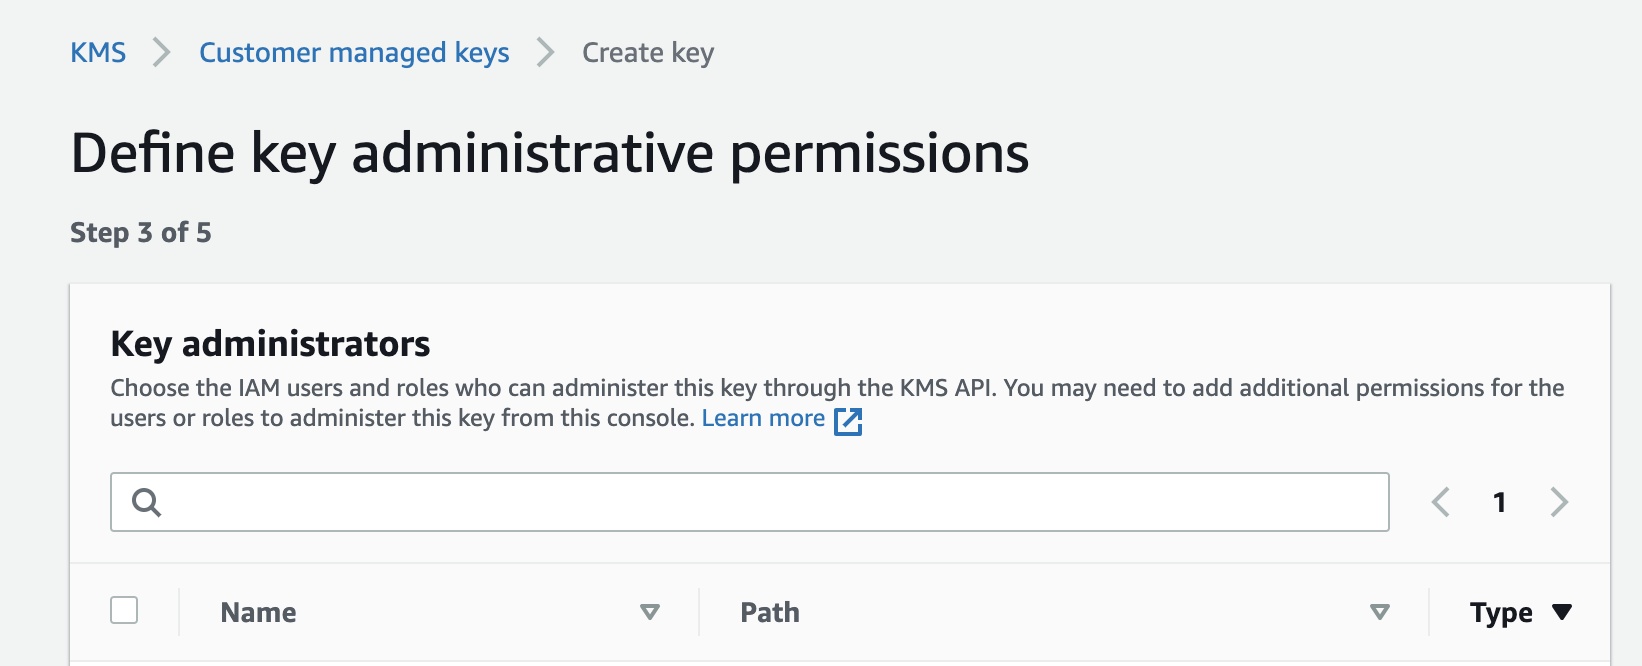 KMS > Customer managed keys > Create key
Define key administrative permissions
Step 3 of 5
Key administrators
Choose the IAM users and roles who can administer this key through the KMS API. You may need to add additional permissions for the
users or roles to administer this key from this console. Learn more
1
Name Path Type